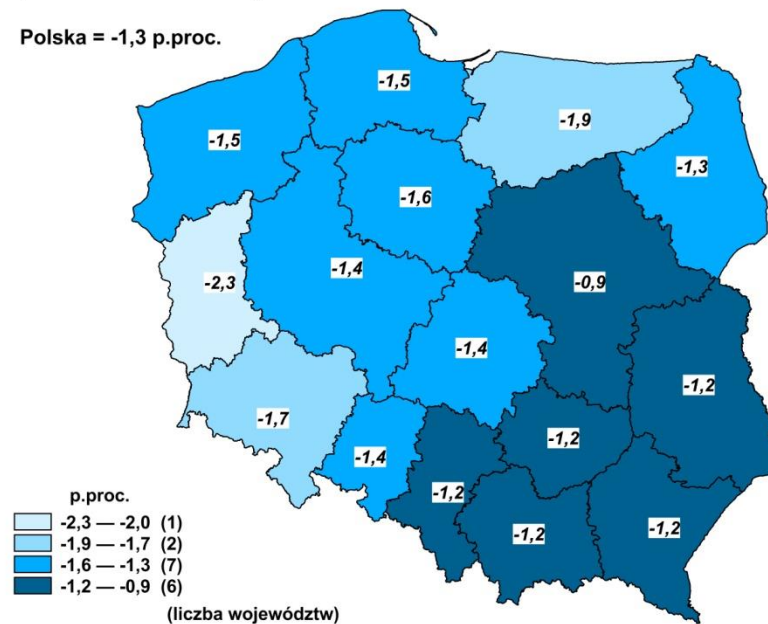 Polska = -1,3 p.proc.
-1,5
-1,5
-1,9
-1,3
-1,6
-2,3
-1,4
-0,9
-1,4
-1,2
-1,7
-1,2
-1,4
-1,2
-1,2
-1,2
p.proc.
-2,3 — -2,0 (1)
-1,9 — -1,7 (2)
-1,6 — -1,3 (7)
-1,2 — -0,9 (6)
(liczba województw)